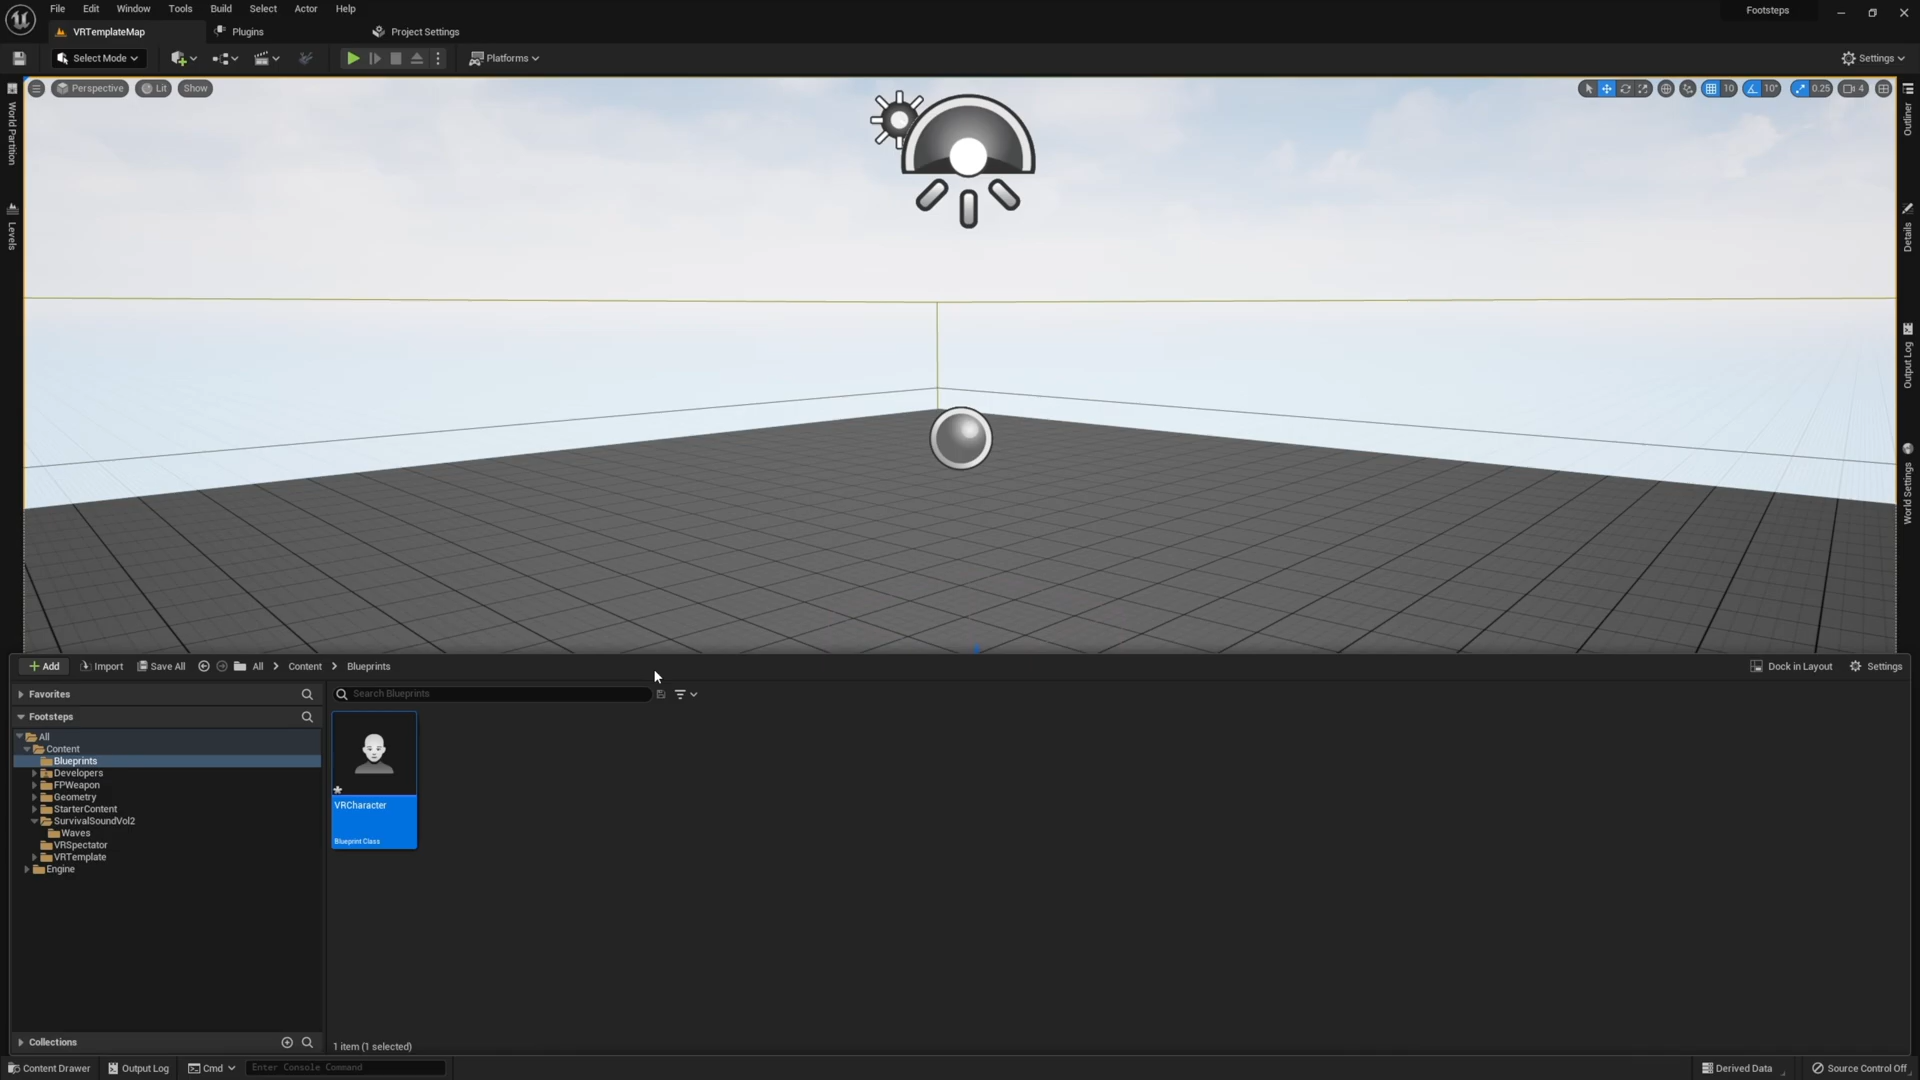 File Edit Window Tools Build Select Actor Help
Footsteps
VRTemplateMap
Plugins
Project Settings
Select Mode
Platforms
Settings
Perspective
Lit
Show
10
10°
0.25
4
World Partition
Levels
Outliner
Details
Output Log
World Settings
Add
Import
Save All
All
Content
Blueprints
Dock in Layout
Settings
Favorites
Search Blueprints
Footsteps
All
Content
Blueprints
Developers
FPWeapon
Geometry
StarterContent
SurvivalSoundVol2
Waves
VRSpectator
VRTemplate
Engine
VRCharacter
Blueprint Class
Collections
1 item (1 selected)
Content Drawer
Output Log
Cmd
Enter Console Command
Derived Data
Source Control Off